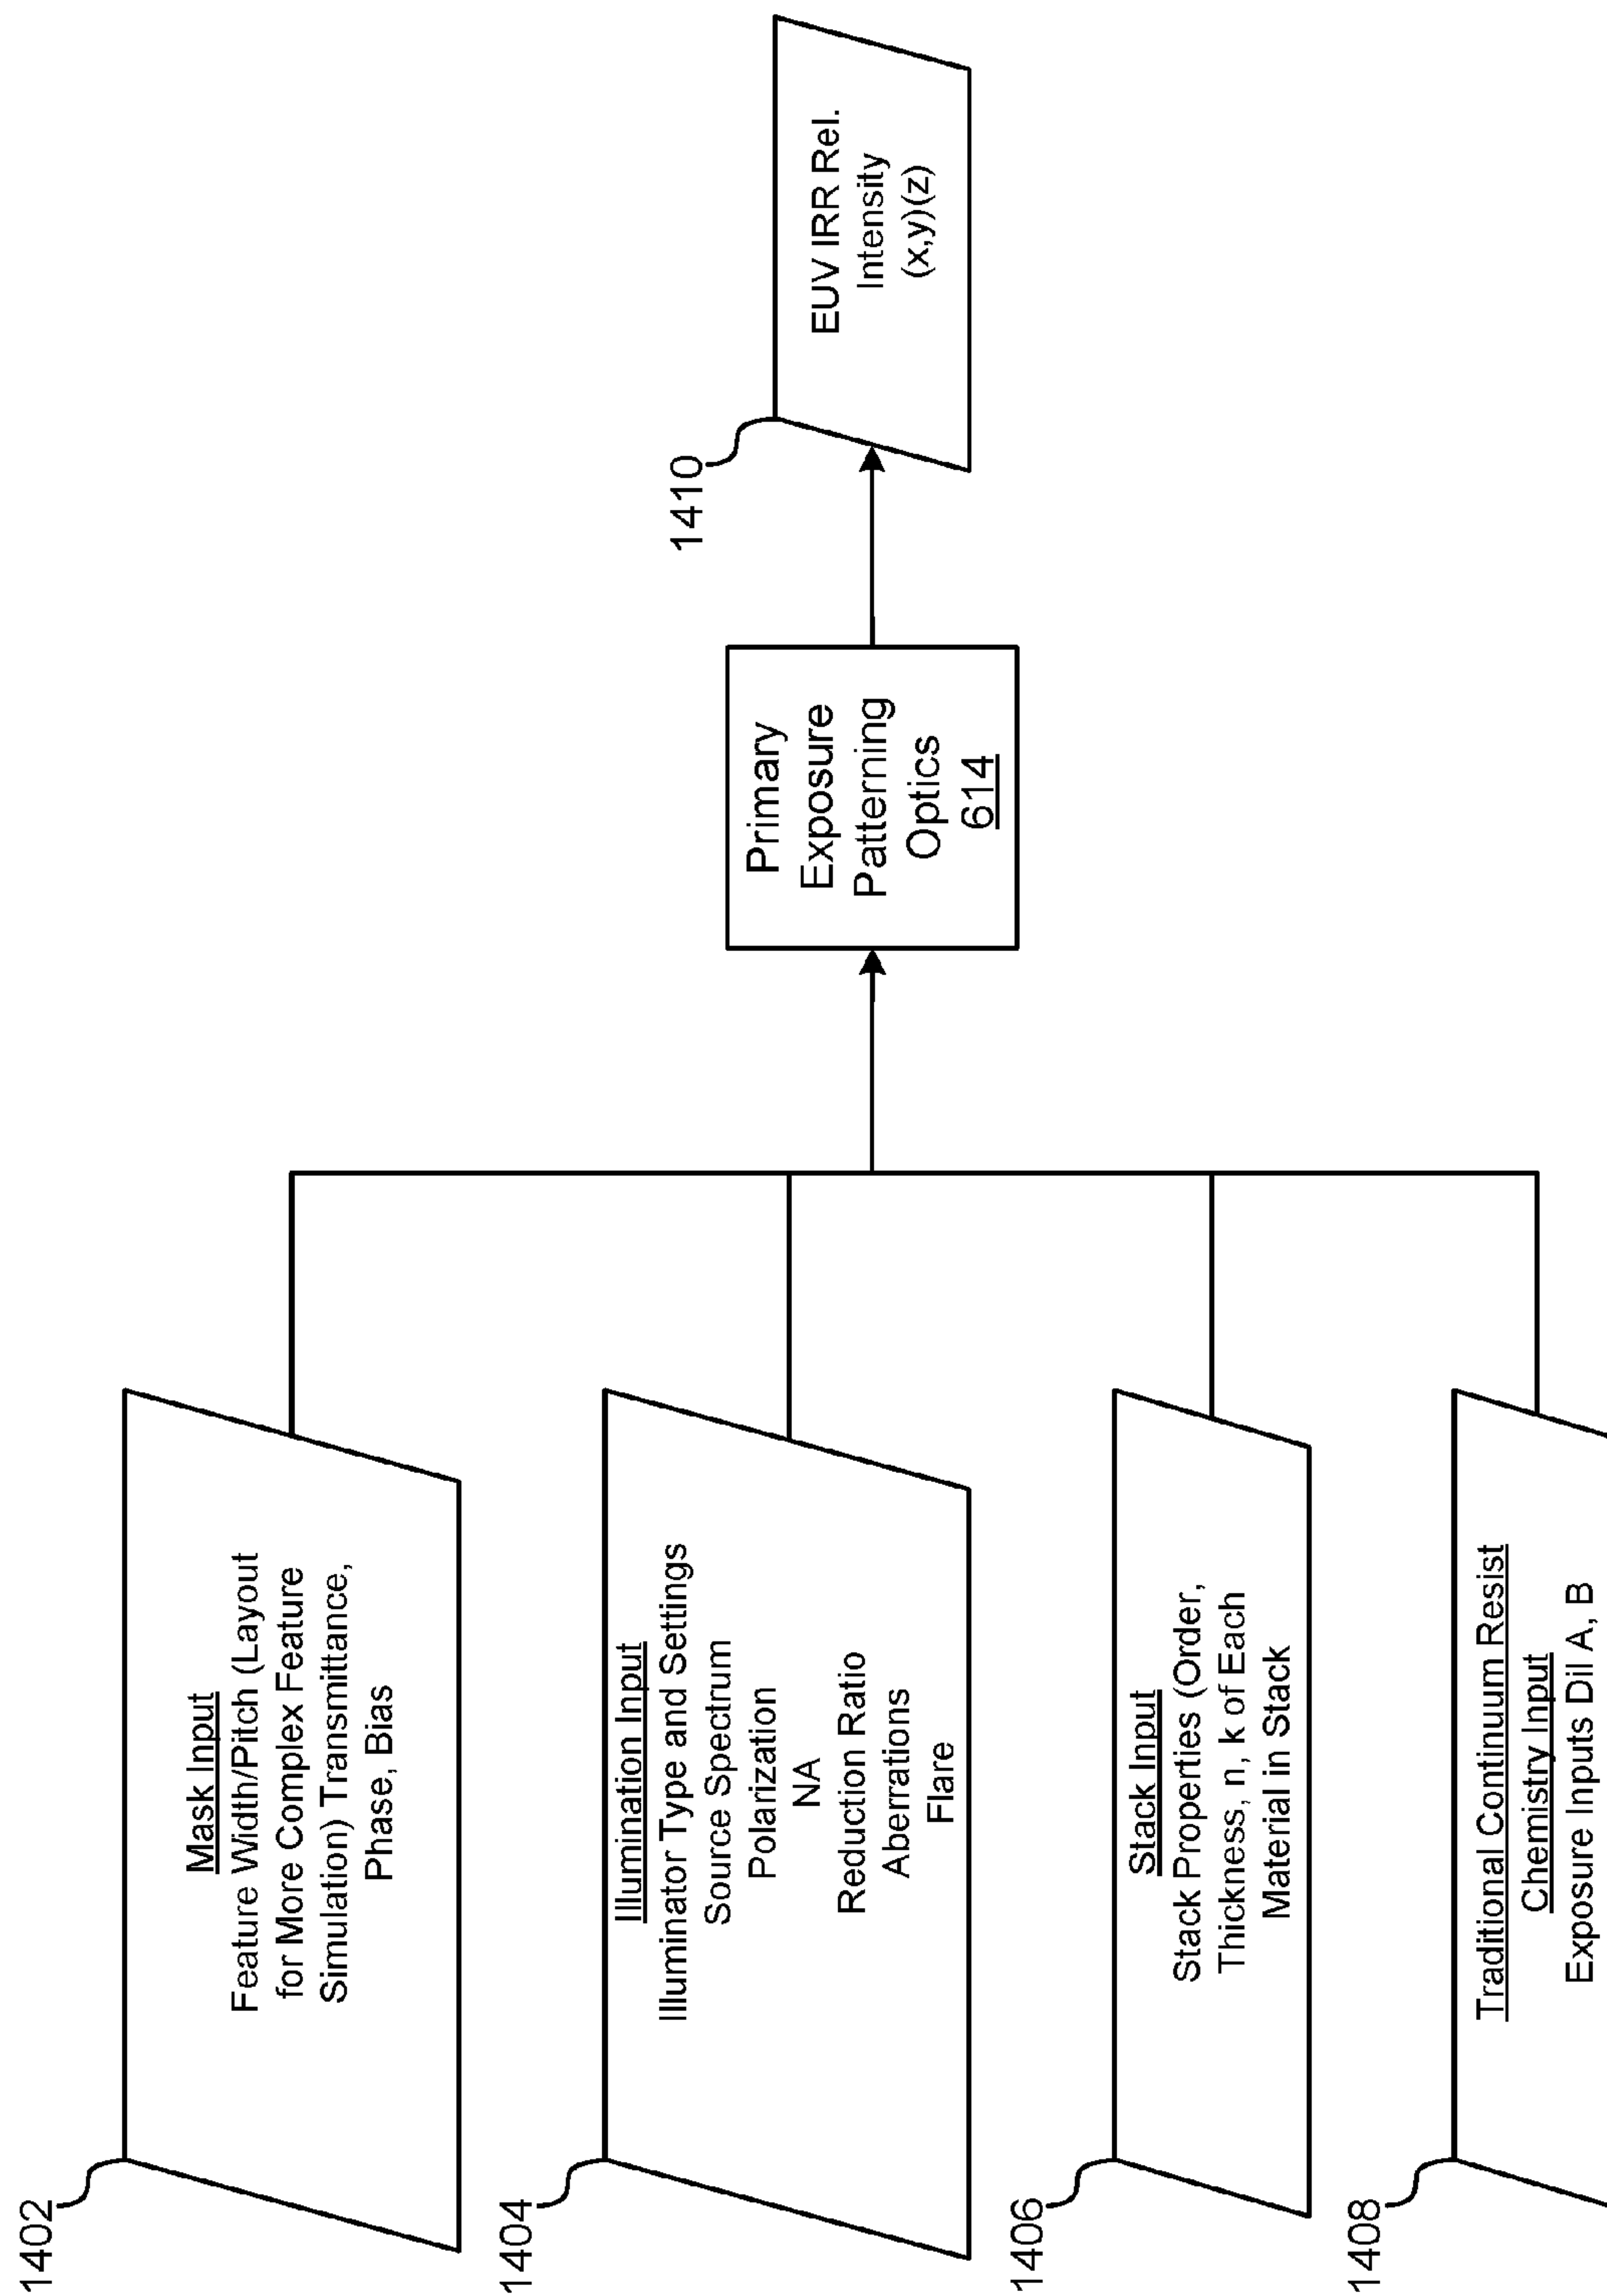 1402
Mask Input
Feature Width/Pitch (Layout
for More Complex Feature
Simulation) Transmittance,
Phase, Bias
1404
Illumination Input
Illuminator Type and Settings
Source Spectrum
Polarization
NA
Reduction Ratio
Aberrations
Flare
1406
Stack Input
Stack Properties (Order,
Thickness, n, k of Each
Material in Stack
1408
Traditional Continuum Resist
Chemistry Input
Exposure Inputs Dil A, B
Primary
Exposure
Patterning
Optics
614
1410
EUV IRR Rel.
Intensity
(x,y)(z)